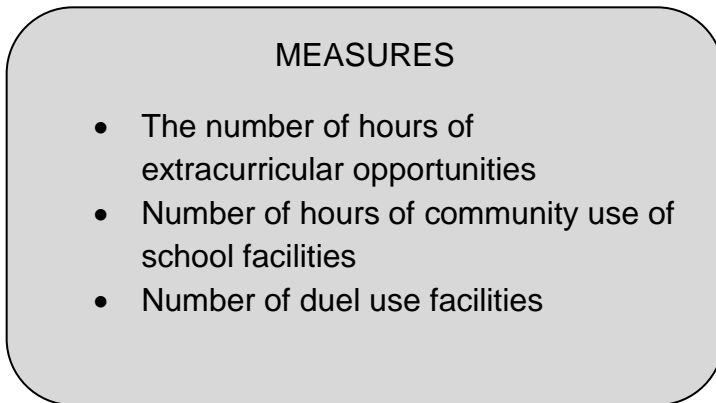 MEASURES
• The number of hours of
extracurricular opportunities
• Number of hours of community use of
school facilities
• Number of duel use facilities